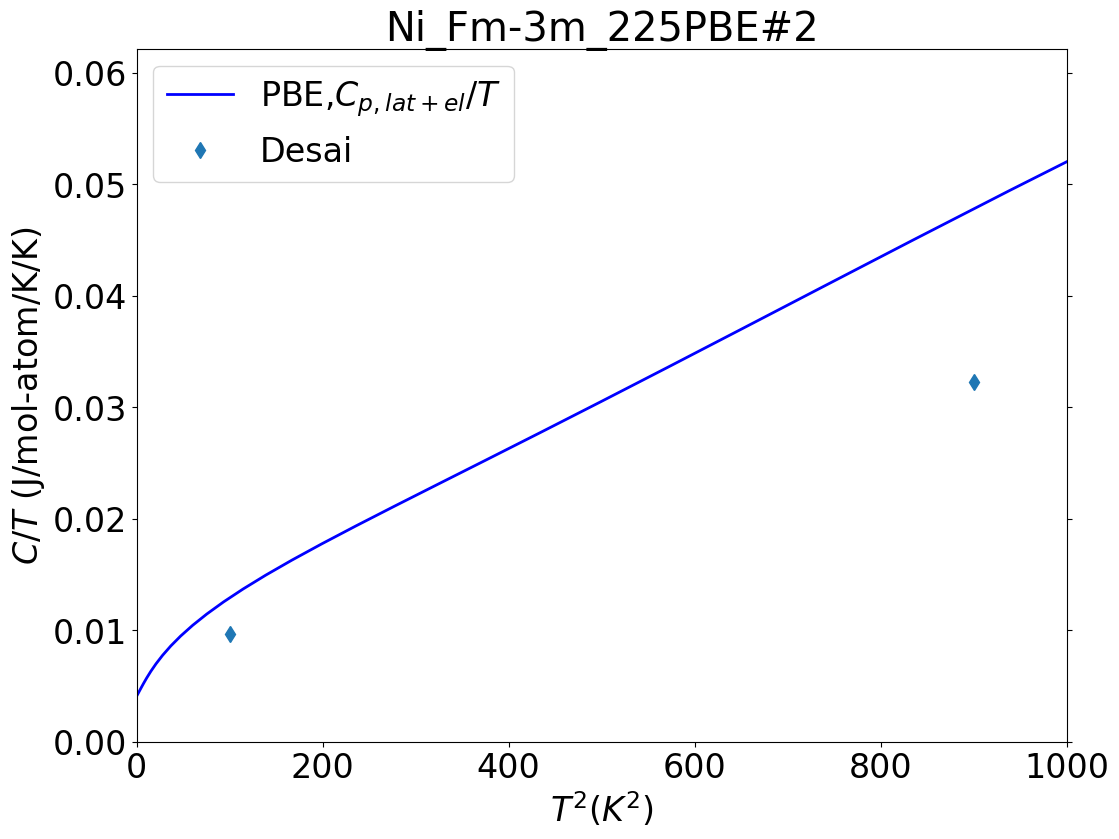 Ni_Fm-3m_225PBE#2
PBE,$C_{p,lat+el}/T$
Desai
0.06
0.05
0.04
0.03
0.02
0.01
0.00
C/T (J/mol-atom/K/K)
0
200
400
600
800
1000
$T^2(K^2)$